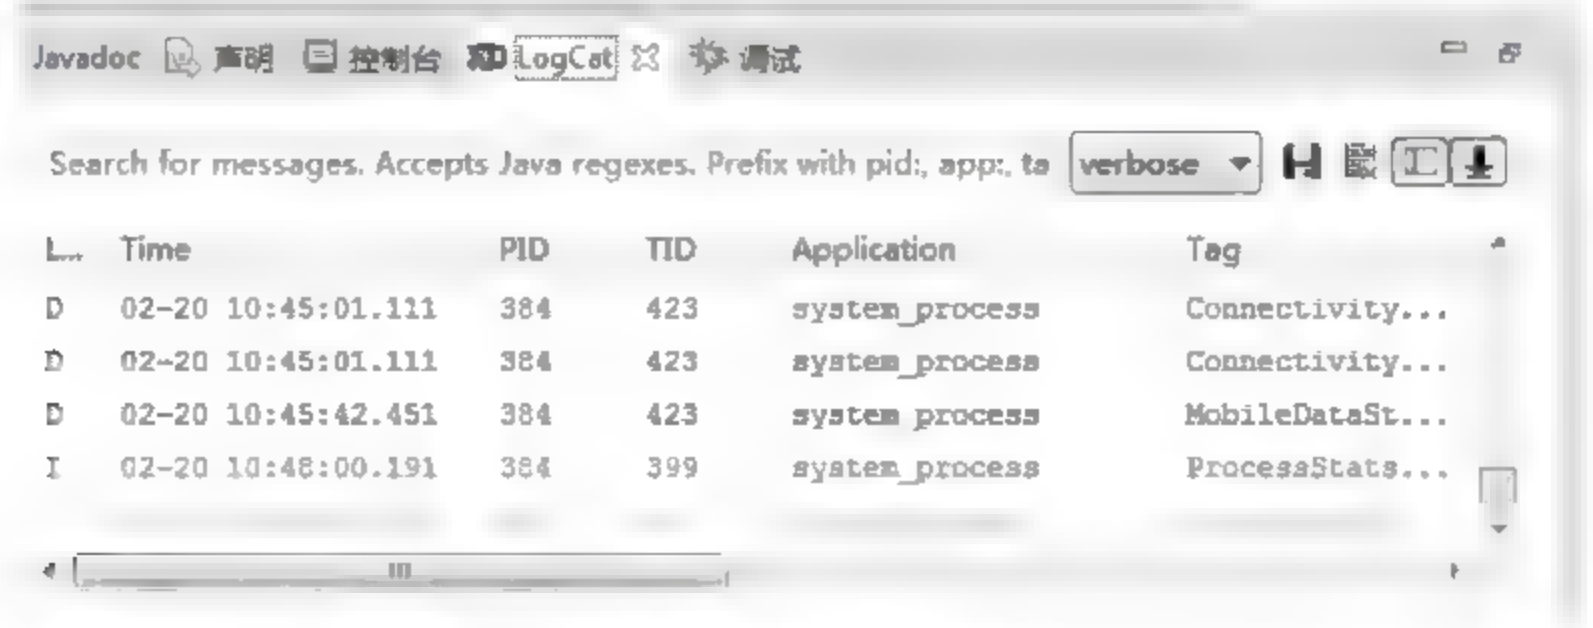 Javadoc 声明 控制台 LogCat 调试
Search for messages. Accepts Java regexes. Prefix with pid:, app:, ta verbose
L... Time PID TID Application Tag
D 02-20 10:45:01.111 384 423 system_process Connectivity...
D 02-20 10:45:01.111 384 423 system_process Connectivity...
D 02-20 10:45:42.451 384 423 system_process MobileDataSt...
I 02-20 10:48:00.191 384 399 system_process ProcessStats...